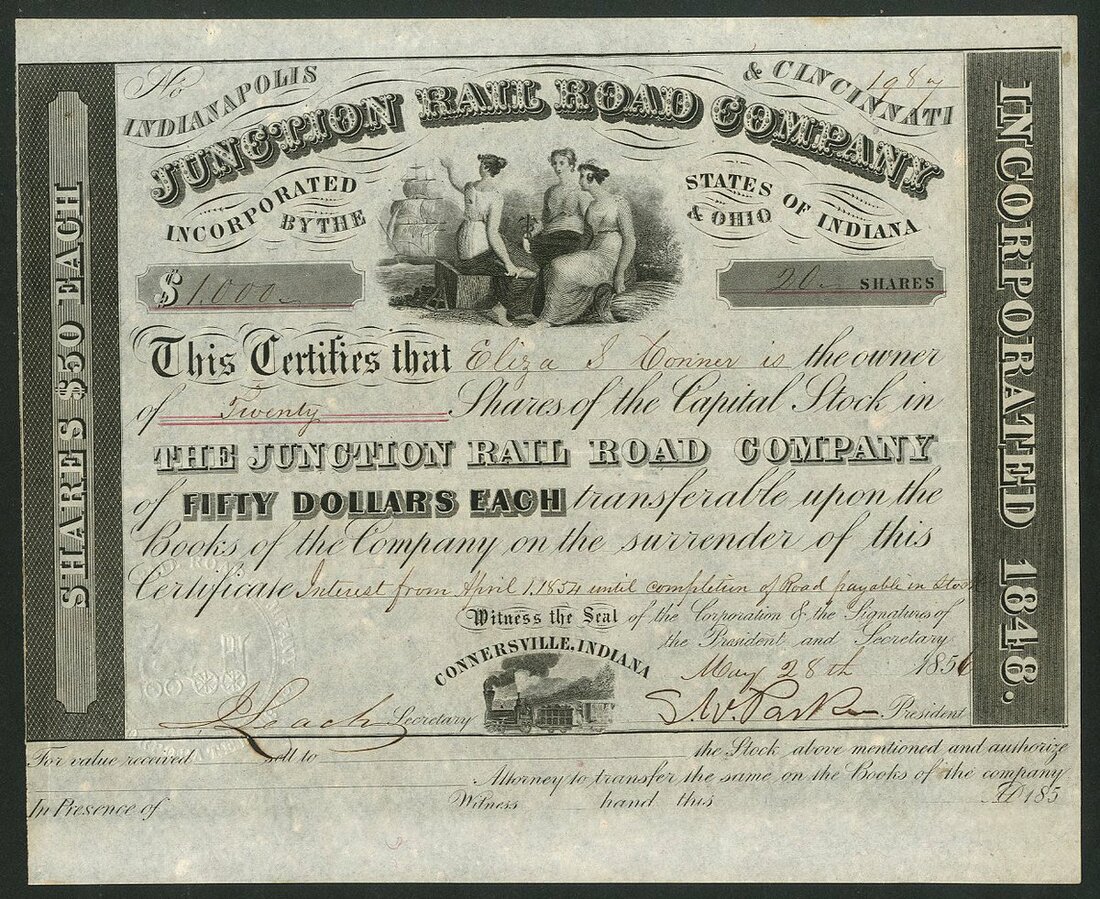 No 1987
INDIANAPOLIS & CINCINNATI
JUNCTION RAIL ROAD COMPANY
INCORPORATED BY THE STATES OF INDIANA & OHIO
$ 1.000 20 SHARES
SHARES $50 EACH
INCORPORATED 1848.
This Certifies that Eliza S Conner is the owner
of Twenty Shares of the Capital Stock in
THE JUNCTION RAIL ROAD COMPANY
of FIFTY DOLLARS EACH transferable upon the
Books of the Company on the surrender of this
Certificate Interest from April 1, 1854 until completion of Road payable in Stock
Witness the Seal of the Corporation & the Signatures of
the President and Secretary
CONNERSVILLE, INDIANA
May 28th 1856
Secretary S. W. Parker President
For value received sell to the Stock above mentioned and authorize
Attorney to transfer the same on the Books of the company
In Presence of Witness hand this AD 185